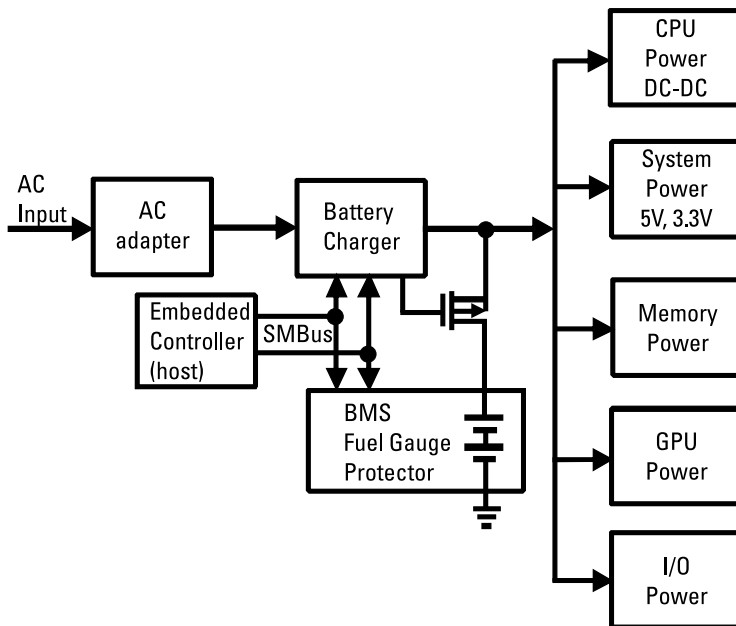 CPU
Power
DC-DC
System
Power
5V, 3.3V
AC
Input
AC
adapter
Battery
Charger
Embedded
Controller
(host)
SMBus
BMS
Fuel Gauge
Protector
Memory
Power
GPU
Power
I/O
Power